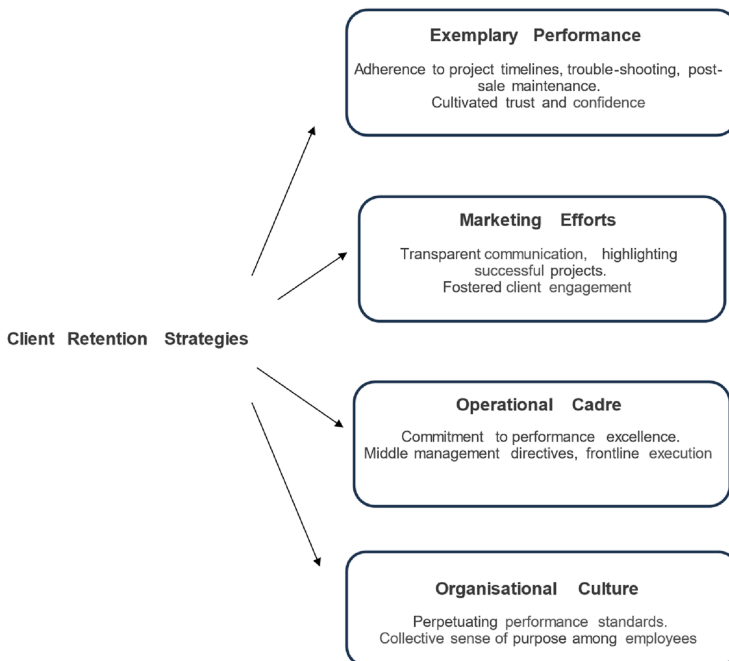 Exemplary Performance
Adherence to project timelines, trouble-shooting, post-
sale maintenance.
Cultivated trust and confidence
Marketing Efforts
Transparent communication, highlighting
successful projects.
Fostered client engagement
Client Retention Strategies
Operational Cadre
Commitment to performance excellence.
Middle management directives, frontline execution
Organisational Culture
Perpetuating performance standards.
Collective sense of purpose among employees